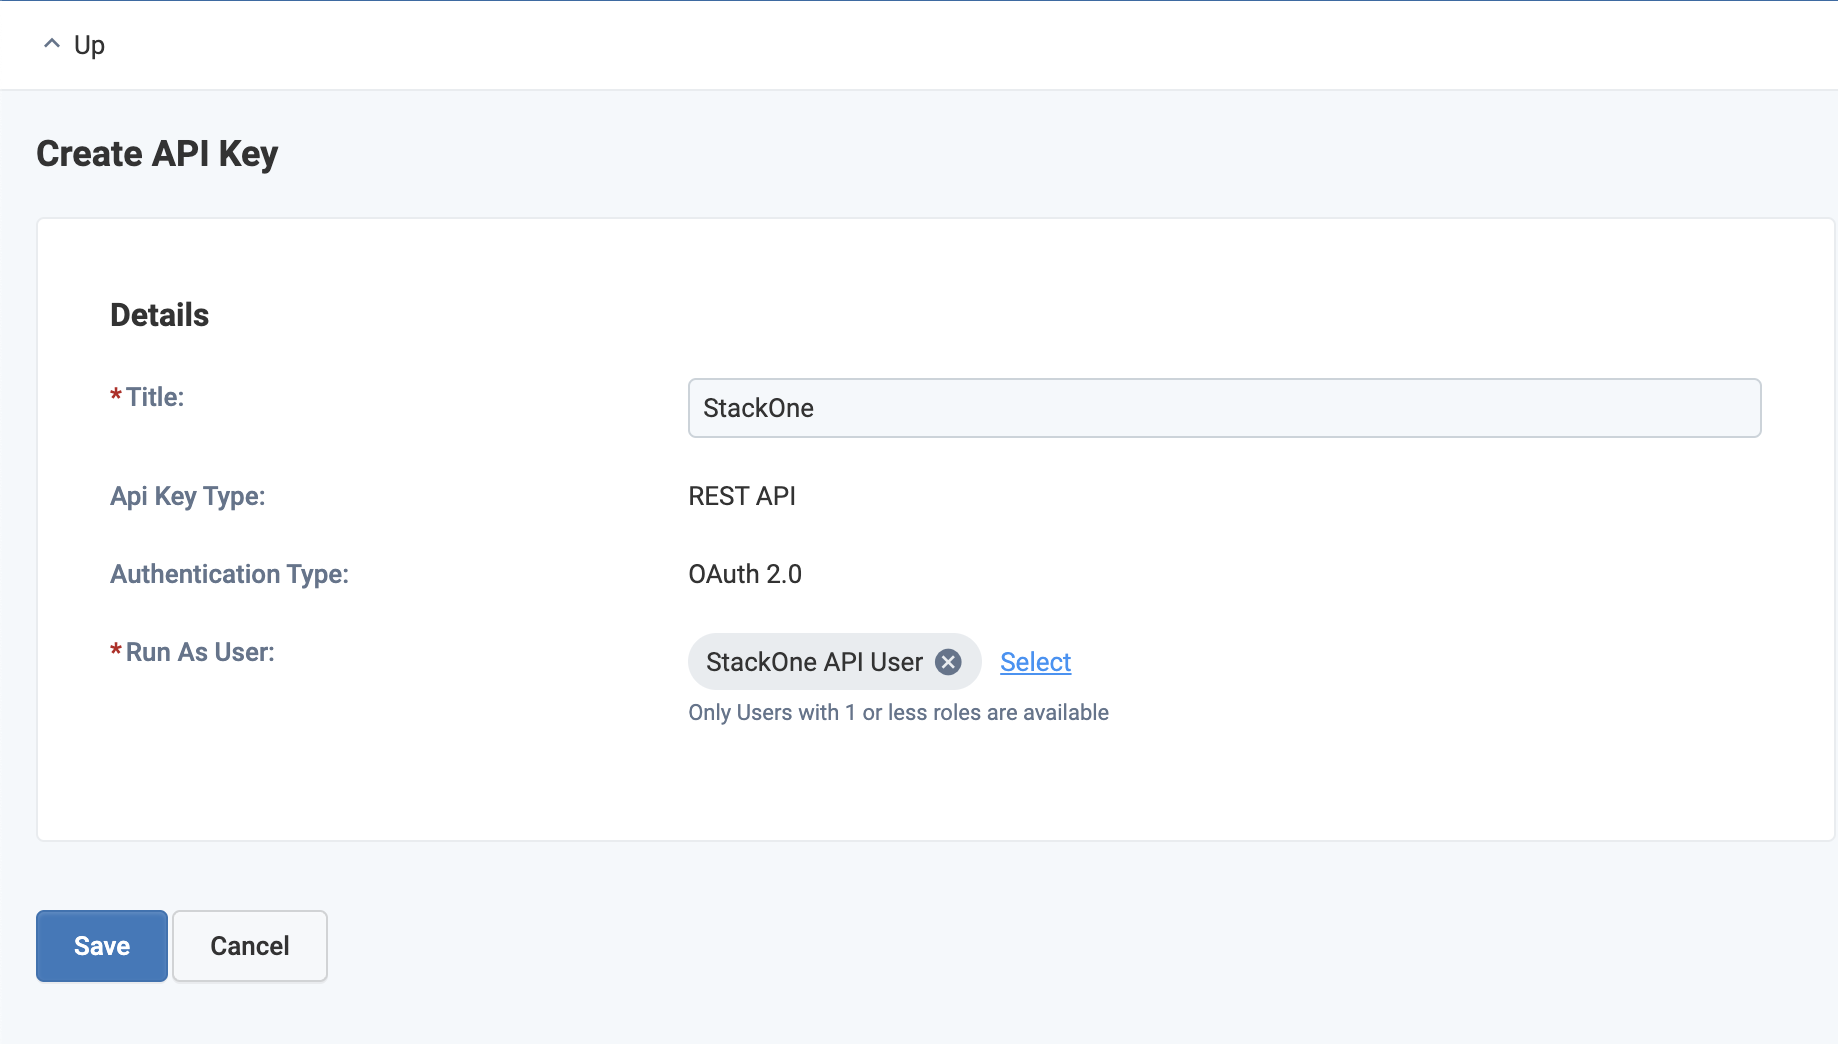 Up
Create API Key
Details
*Title:
StackOne
Api Key Type:
REST API
Authentication Type:
OAuth 2.0
*Run As User:
StackOne API User Select
Only Users with 1 or less roles are available
Save Cancel